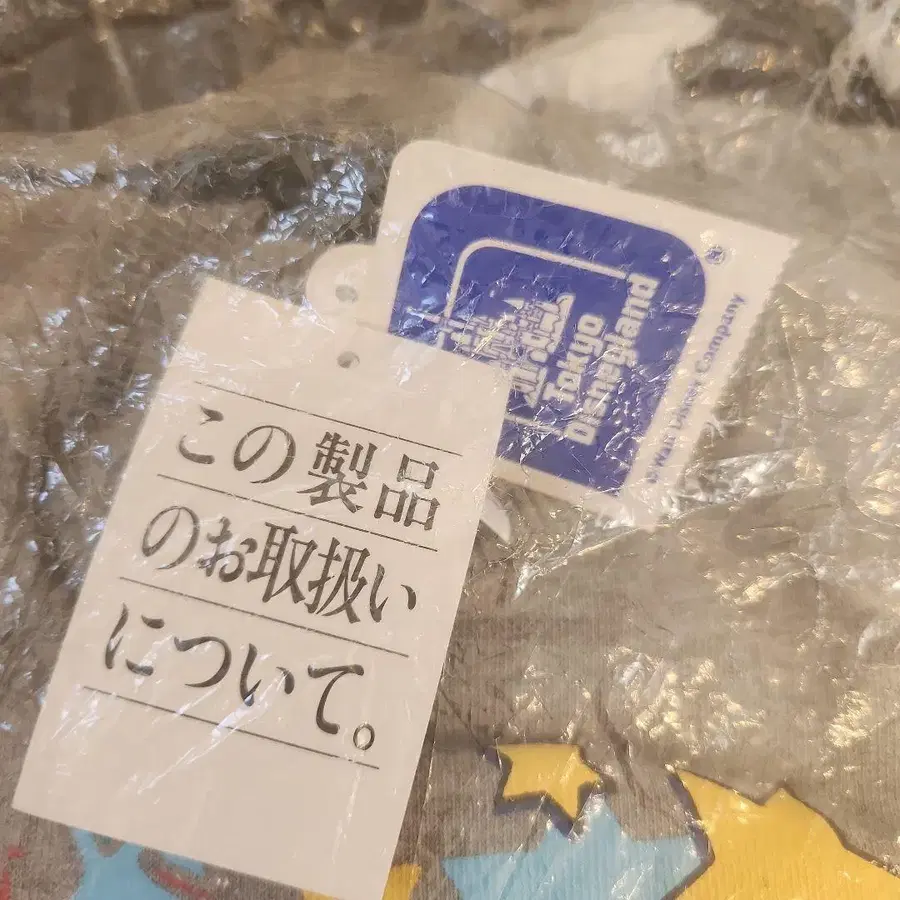 この製品
のお取扱い
について。
Tokyo
Disneyland
®
©Walt Disney Company